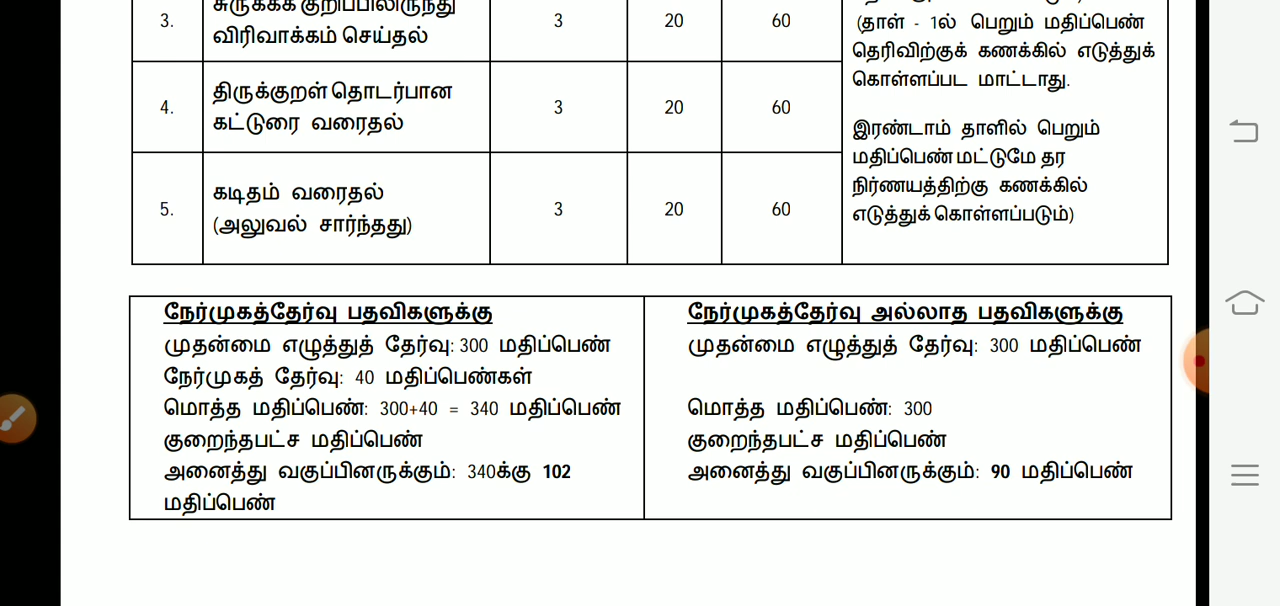 3.
சுருக்கக் குறிப்பிலிருந்து
விரிவாக்கம் செய்தல்
3
20
60
(தாள் - 1ல் பெறும் மதிப்பெண்
தெரிவிற்குக் கணக்கில் எடுத்துக்
கொள்ளப்பட மாட்டாது.
4.
திருக்குறள் தொடர்பான
கட்டுரை வரைதல்
3
20
60
இரண்டாம் தாளில் பெறும்
மதிப்பெண் மட்டுமே தர
நிர்ணயத்திற்கு கணக்கில்
எடுத்துக் கொள்ளப்படும்)
5.
கடிதம் வரைதல்
(அலுவல் சார்ந்தது)
3
20
60
நேர்முகத்தேர்வு பதவிகளுக்கு
முதன்மை எழுத்துத் தேர்வு: 300 மதிப்பெண்
நேர்முகத் தேர்வு: 40 மதிப்பெண்கள்
மொத்த மதிப்பெண்: 300+40 = 340 மதிப்பெண்
குறைந்தபட்ச மதிப்பெண்
அனைத்து வகுப்பினருக்கும்: 340க்கு 102
மதிப்பெண்
நேர்முகத்தேர்வு அல்லாத பதவிகளுக்கு
முதன்மை எழுத்துத் தேர்வு: 300 மதிப்பெண்
மொத்த மதிப்பெண்: 300
குறைந்தபட்ச மதிப்பெண்
அனைத்து வகுப்பினருக்கும்: 90 மதிப்பெண்